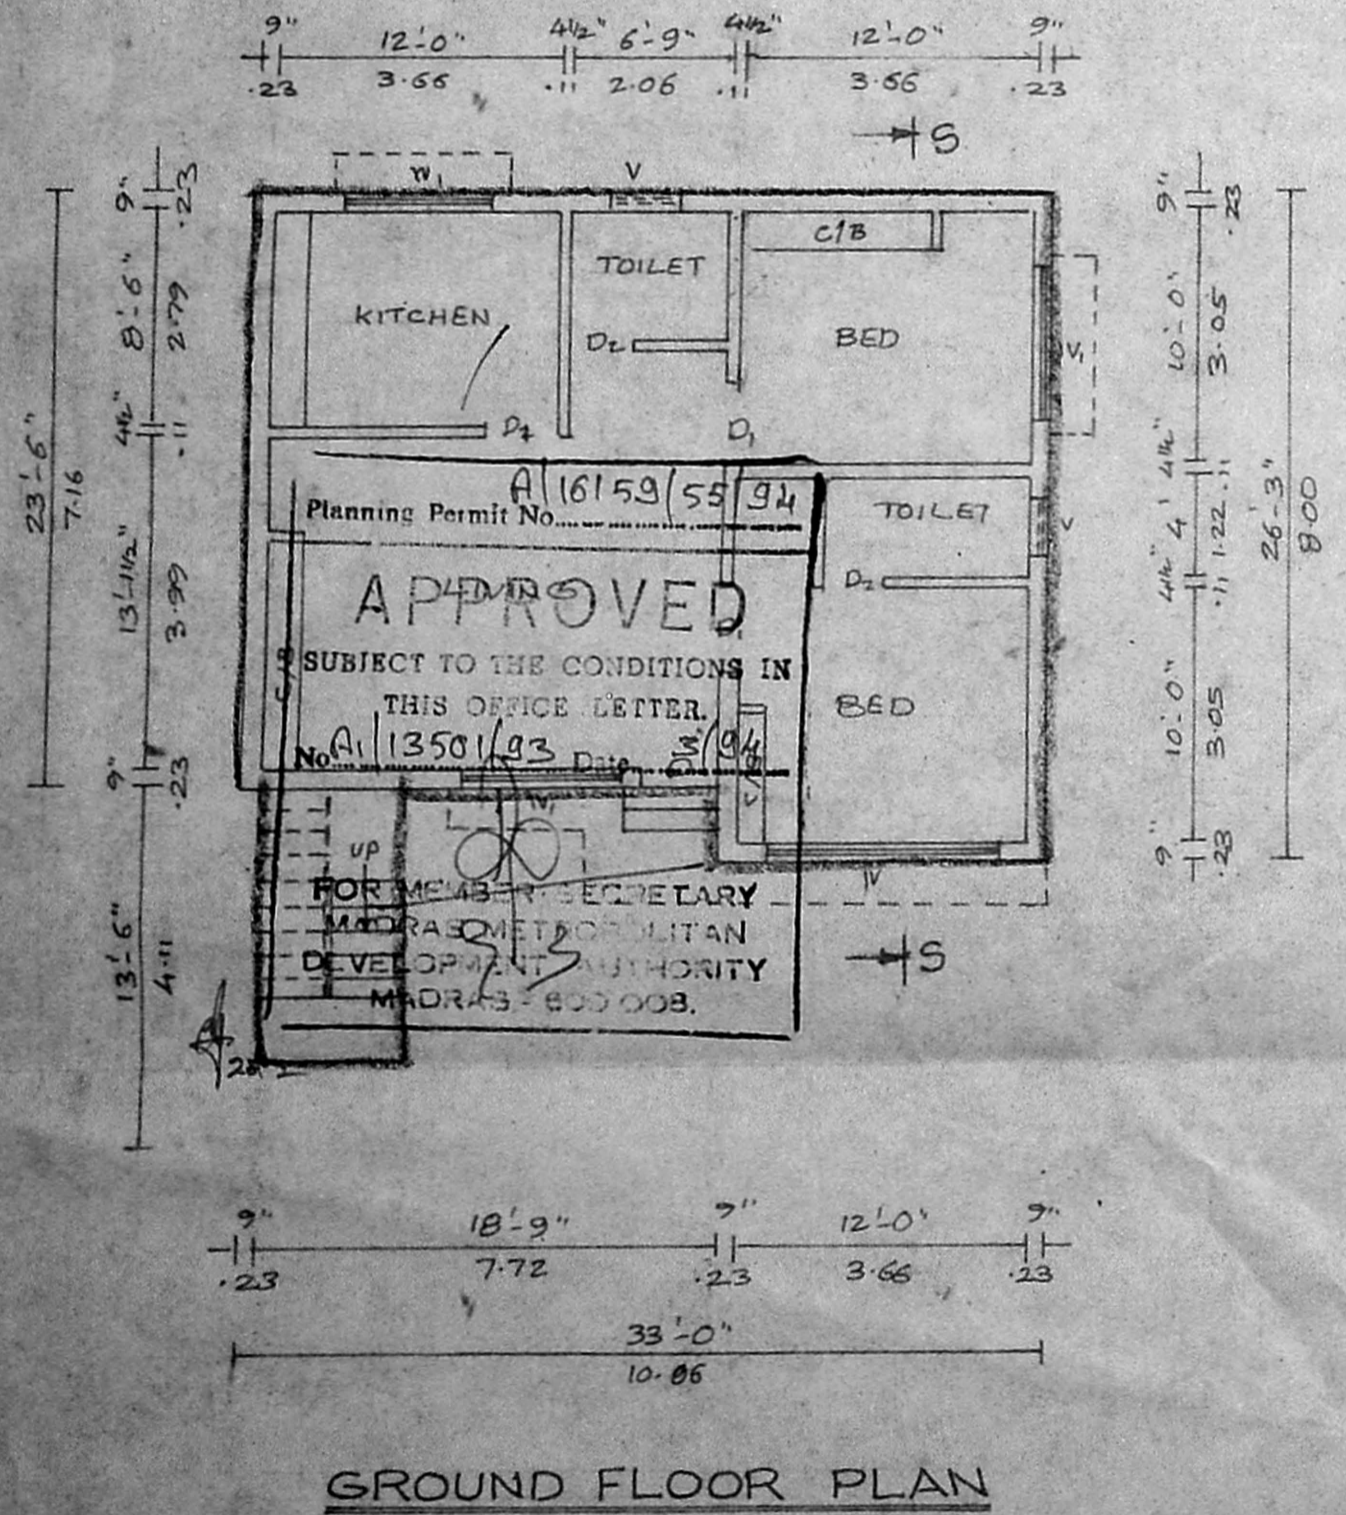 9" 12'-0" 4½" 6'-9" 4½" 12'-0" 9"
.23 3.66 .11 2.06 .11 3.66 .23
S
W1 V
C/B
TOILET
KITCHEN
D2
BED
V1
D1
A/16159/55/94
Planning Permit No.
TOILET
V
D2
APPROVED
LIVING
SUBJECT TO THE CONDITIONS IN
THIS OFFICE LETTER.
BED
No. A1/13501/93 Date 3/94
C/B
UP
W
FOR MEMBER-SECRETARY
MADRAS METROPOLITAN
DEVELOPMENT AUTHORITY
MADRAS - 600 008.
S
23'-6"
7.16
9" 8'-6" 4½" 13'-1½" 9" 13'-6"
.23 2.79 .11 3.99 .23 4.11
9" 10'-0" 4½" 4' 4½" 10'-0" 9"
.23 3.05 .11 1.22 .11 3.05 .23
26'-3"
8.00
9" 18'-9" 9" 12'-0" 9"
.23 7.72 .23 3.66 .23
33'-0"
10.06
GROUND FLOOR PLAN